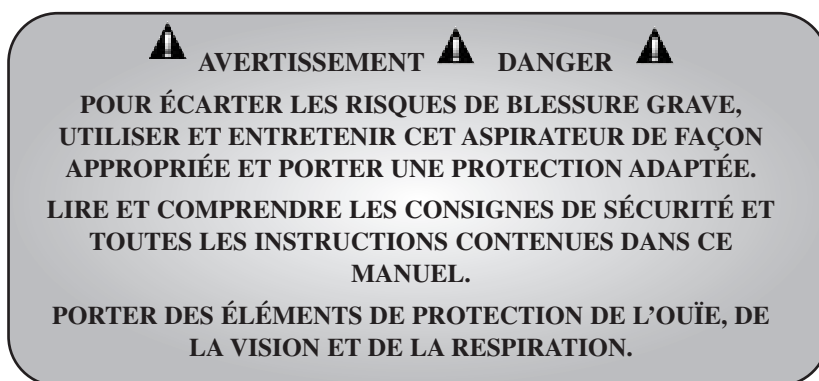 AVERTISSEMENT DANGER
POUR ÉCARTER LES RISQUES DE BLESSURE GRAVE,
UTILISER ET ENTRETENIR CET ASPIRATEUR DE FAÇON
APPROPRIÉE ET PORTER UNE PROTECTION ADAPTÉE.
LIRE ET COMPRENDRE LES CONSIGNES DE SÉCURITÉ ET
TOUTES LES INSTRUCTIONS CONTENUES DANS CE
MANUEL.
PORTER DES ÉLÉMENTS DE PROTECTION DE L’OUÏE, DE
LA VISION ET DE LA RESPIRATION.